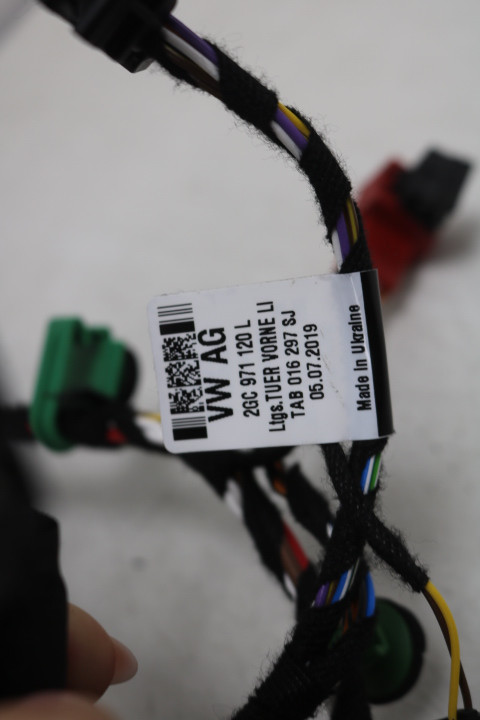 VW AG
2GC 971 120 L
Ltgs.TUER VORNE LI
TAB 016 297 SJ
05.07.2019
Made In Ukraine